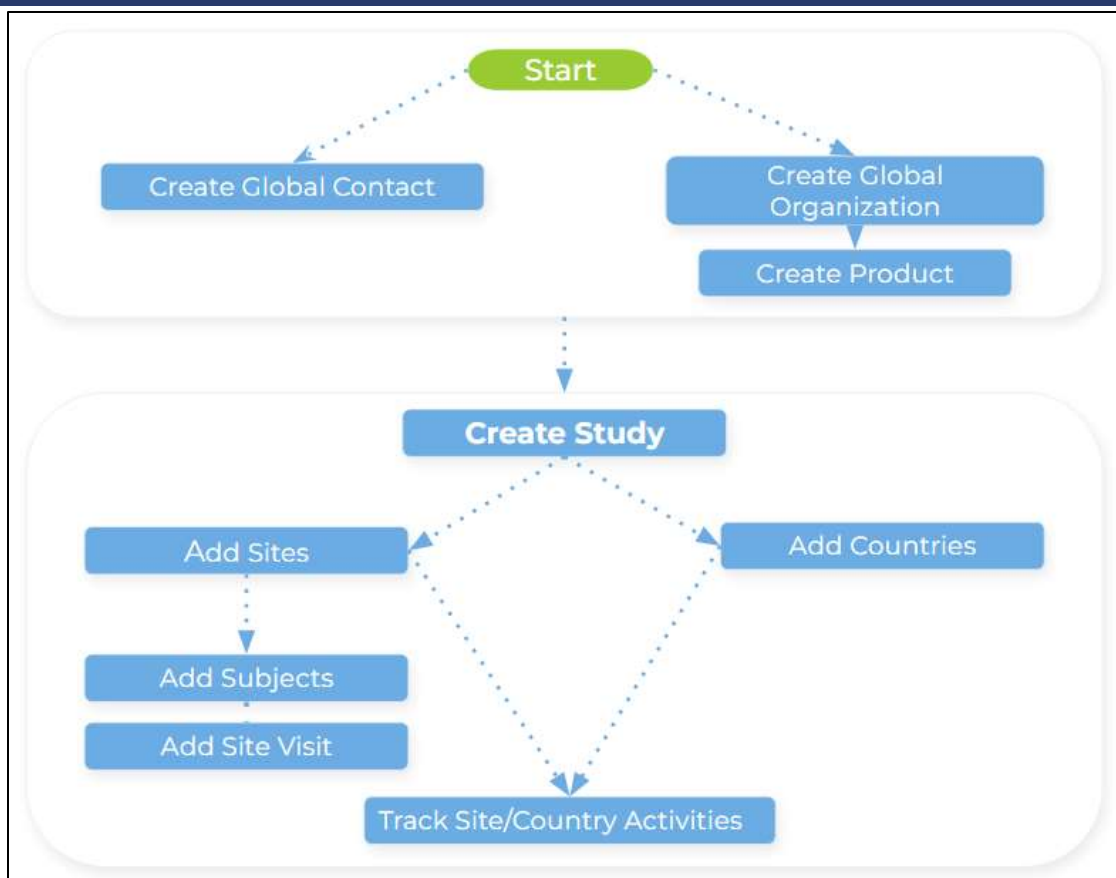 Start
Create Global Contact
Create Global
Organization
Create Product
Create Study
Add Sites
Add Countries
Add Subjects
Add Site Visit
Track Site/Country Activities